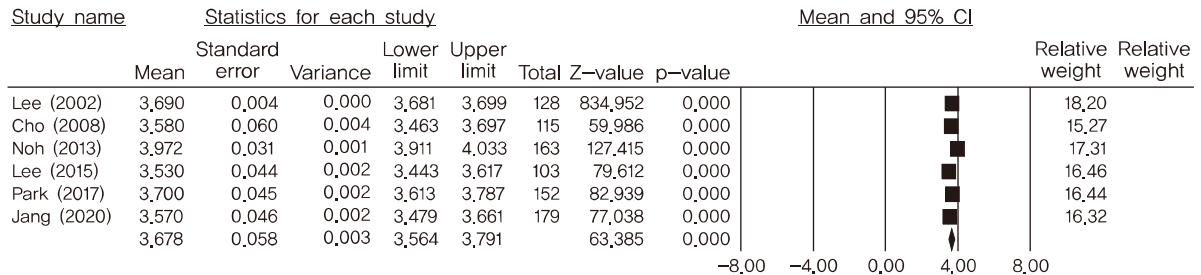 Study name Statistics for each study Mean and 95% CI
Mean Standard error Variance Lower limit Upper limit Total Z-value p-value Relative weight Relative weight
Lee (2002) 3.690 0.004 0.000 3.681 3.699 128 834.952 0.000 18.20
Cho (2008) 3.580 0.060 0.004 3.463 3.697 115 59.986 0.000 15.27
Noh (2013) 3.972 0.031 0.001 3.911 4.033 163 127.415 0.000 17.31
Lee (2015) 3.530 0.044 0.002 3.443 3.617 103 79.612 0.000 16.46
Park (2017) 3.700 0.045 0.002 3.613 3.787 152 82.939 0.000 16.44
Jang (2020) 3.570 0.046 0.002 3.479 3.661 179 77.038 0.000 16.32
3.678 0.058 0.003 3.564 3.791 63.385 0.000
-8.00 -4.00 0.00 4.00 8.00